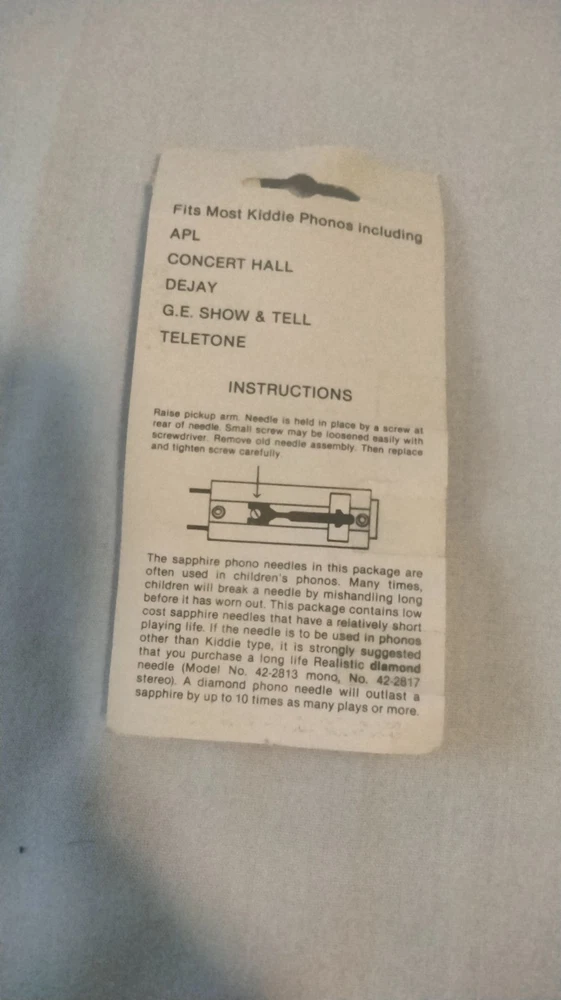 Fits Most Kiddie Phonos including
APL
CONCERT HALL
DEJAY
G.E. SHOW & TELL
TELETONE
INSTRUCTIONS
Raise pickup arm. Needle is held in place by a screw at
rear of needle. Small screw may be loosened easily with
screwdriver. Remove old needle assembly. Then replace
and tighten screw carefully.
The sapphire phono needles in this package are
often used in children's phonos. Many times,
children will break a needle by mishandling long
before it has worn out. This package contains low
cost sapphire needles that have a relatively short
playing life. If the needle is to be used in phonos
other than Kiddie type, it is strongly suggested
that you purchase a long life Realistic diamond
needle (Model No. 42-2813 mono, No. 42-2817
stereo). A diamond phono needle will outlast a
sapphire by up to 10 times as many plays or more.